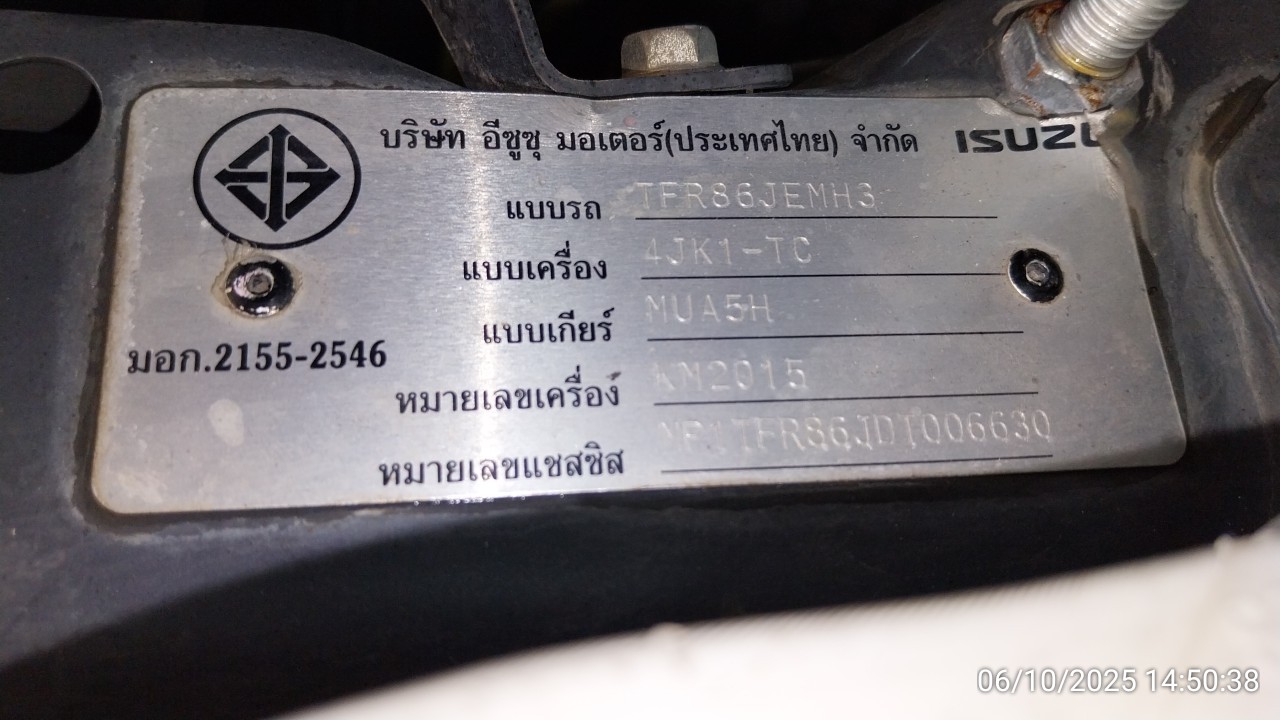 บริษัท อีซูซุ มอเตอร์(ประเทศไทย) จำกัด ISUZU
แบบรถ TFR86JEMH3
แบบเครื่อง 4JK1-TC
แบบเกียร์ MUA5H
มอก.2155-2546
หมายเลขเครื่อง KM2015
หมายเลขแชสซิส
06/10/2025 14:50:38